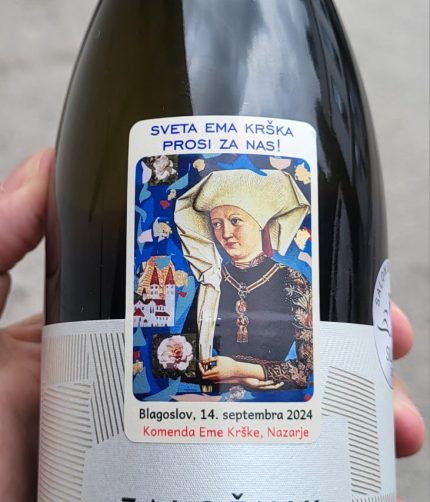 SVETA EMA KRŠKA
PROSI ZA NAS!
Blagoslov, 14. septembra 2024
Komenda Eme Krške, Nazarje